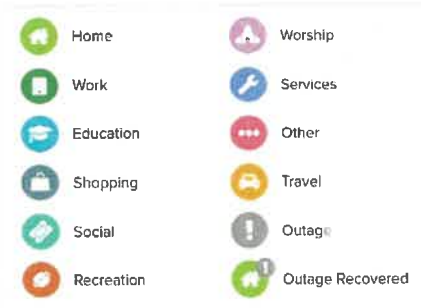 Home
Work
Education
Shopping
Social
Recreation
Worship
Services
Other
Travel
Outage
Outage Recovered